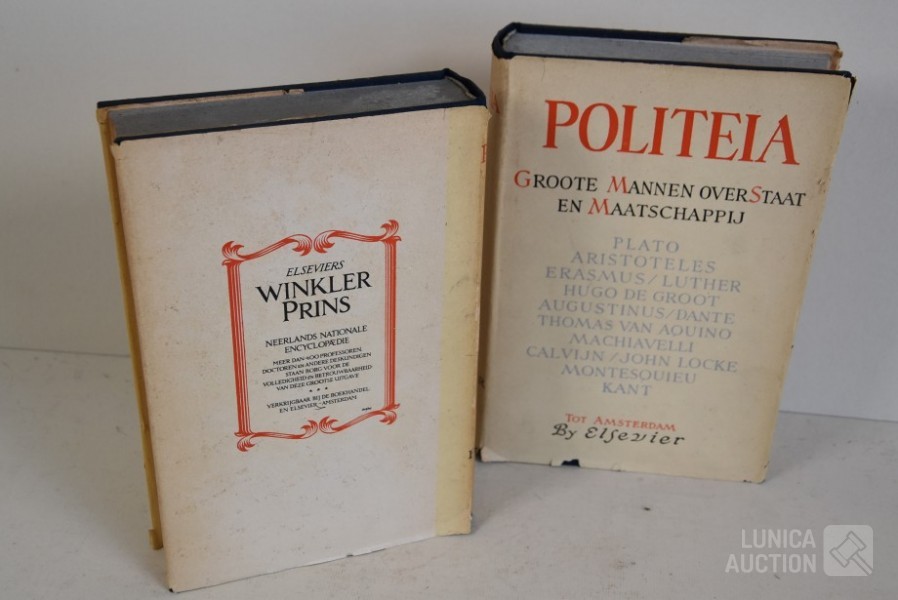 ELSEVIERS
WINKLER
PRINS
NEERLANDS NATIONALE
ENCYCLOPÆDIE
MEER DAN 400 PROFESSOREN
DOCTOREN EN ANDERE DESKUNDIGEN
STAAN BORG VOOR DE
VOLLEDIGHEID EN BETROUWBAARHEID
VAN DEZE GROOTSE UITGAVE
* * *
VERKRIJGBAAR BIJ DE BOEKHANDEL
EN ELSEVIER-AMSTERDAM
POLITEIA
GROOTE MANNEN OVER STAAT
EN MAATSCHAPPIJ
PLATO
ARISTOTELES
ERASMUS/LUTHER
HUGO DE GROOT
AUGUSTINUS/DANTE
THOMAS VAN AQUINO
MACHIAVELLI
CALVIJN/JOHN LOCKE
MONTESQUIEU
KANT
TOT AMSTERDAM
By Elsevier
LUNICA
AUCTION